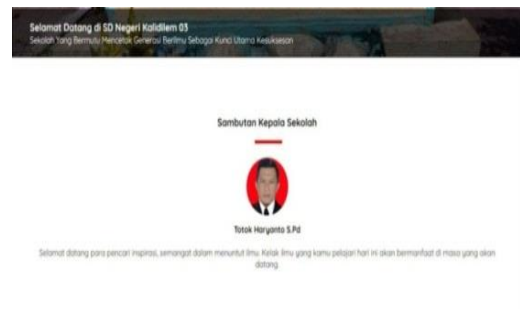 Selamat Datang di SD Negeri Kalidilem 03
Sekolah Yang Bermutu Mencetak Generasi Berilmu Sebagai Kunci Utama Kesuksesan
Sambutan Kepala Sekolah
Totok Haryanto S.Pd
Selamat datang para pencari inspirasi, semangat dalam menuntut ilmu. Kelak ilmu yang kamu pelajari hari ini akan bermanfaat di masa yang akan
datang.